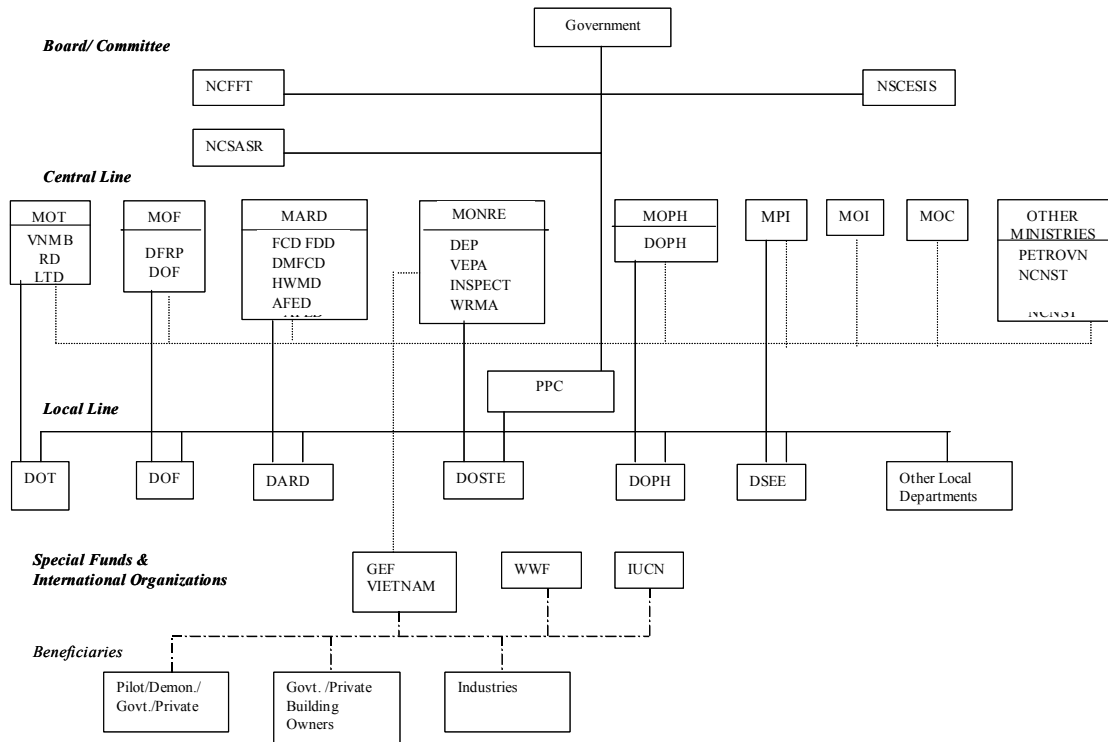 Government
Board/ Committee
NCFFT
NSCESIS
NCSASR
Central Line
MOT
VNMB
RD
LTD
MOF
DFRP
DOF
MARD
FCD FDD
DMFCD
HWMD
AFED
MONRE
DEP
VEPA
INSPECT
WRMA
MOPH
DOPH
MPI
MOI
MOC
OTHER
MINISTRIES
PETROVN
NCNST
NCNST
PPC
Local Line
DOT
DOF
DARD
DOSTE
DOPH
DSEE
Other Local
Departments
Special Funds &
International Organizations
GEF
VIETNAM
WWF
IUCN
Beneficiaries
Pilot/Demon./
Govt./Private
Govt. /Private
Building
Owners
Industries